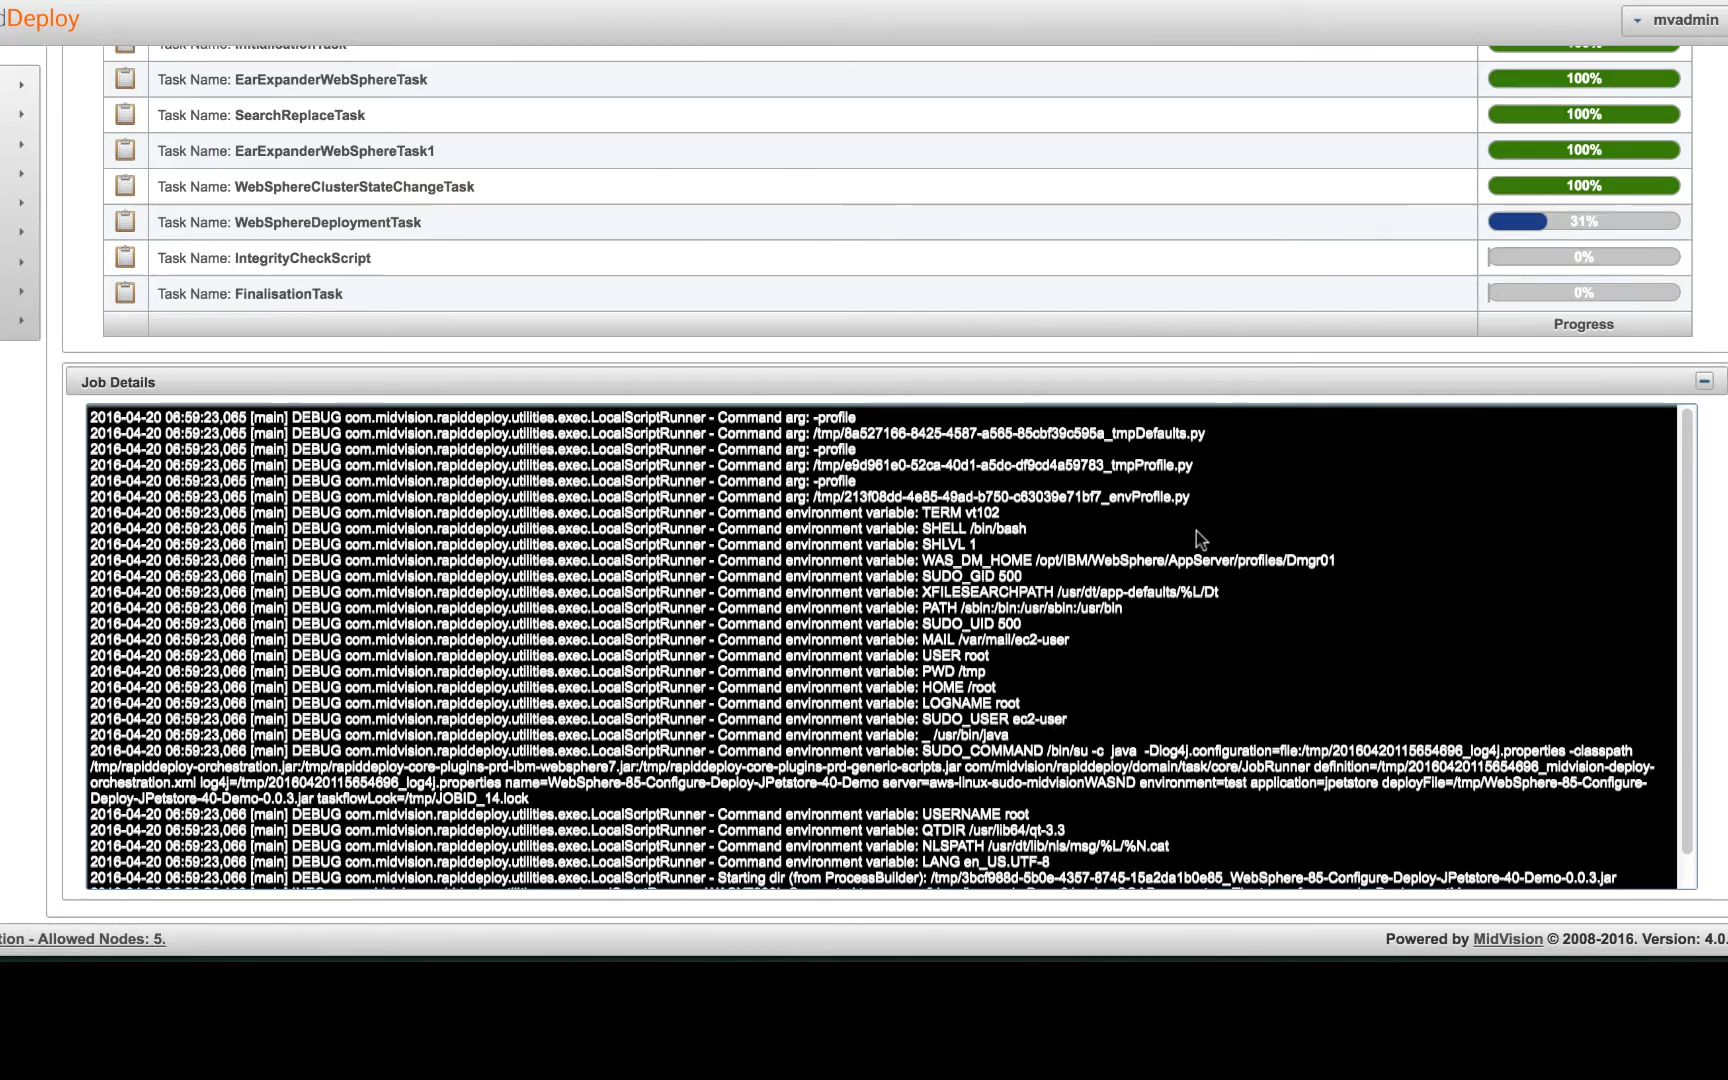 dDeploy
mvadmin
Task Name: InitialisationTask
100%
Task Name: EarExpanderWebSphereTask
100%
Task Name: SearchReplaceTask
100%
Task Name: EarExpanderWebSphereTask1
100%
Task Name: WebSphereClusterStateChangeTask
100%
Task Name: WebSphereDeploymentTask
31%
Task Name: IntegrityCheckScript
0%
Task Name: FinalisationTask
0%
Progress
Job Details
2016-04-20 06:59:23,065 [main] DEBUG com.midvision.rapiddeploy.utilities.exec.LocalScriptRunner - Command arg: -profile
2016-04-20 06:59:23,065 [main] DEBUG com.midvision.rapiddeploy.utilities.exec.LocalScriptRunner - Command arg: /tmp/8a527166-8425-4587-a565-85cbf39c595a_tmpDefaults.py
2016-04-20 06:59:23,065 [main] DEBUG com.midvision.rapiddeploy.utilities.exec.LocalScriptRunner - Command arg: -profile
2016-04-20 06:59:23,065 [main] DEBUG com.midvision.rapiddeploy.utilities.exec.LocalScriptRunner - Command arg: /tmp/e9d961e0-52ca-40d1-a5dc-df9cd4a59783_tmpProfile.py
2016-04-20 06:59:23,065 [main] DEBUG com.midvision.rapiddeploy.utilities.exec.LocalScriptRunner - Command arg: -profile
2016-04-20 06:59:23,065 [main] DEBUG com.midvision.rapiddeploy.utilities.exec.LocalScriptRunner - Command arg: /tmp/213f08dd-4e85-49ad-b750-c63039e71bf7_envProfile.py
2016-04-20 06:59:23,065 [main] DEBUG com.midvision.rapiddeploy.utilities.exec.LocalScriptRunner - Command environment variable: TERM vt102
2016-04-20 06:59:23,065 [main] DEBUG com.midvision.rapiddeploy.utilities.exec.LocalScriptRunner - Command environment variable: SHELL /bin/bash
2016-04-20 06:59:23,066 [main] DEBUG com.midvision.rapiddeploy.utilities.exec.LocalScriptRunner - Command environment variable: SHLVL 1
2016-04-20 06:59:23,066 [main] DEBUG com.midvision.rapiddeploy.utilities.exec.LocalScriptRunner - Command environment variable: WAS_DM_HOME /opt/IBM/WebSphere/AppServer/profiles/Dmgr01
2016-04-20 06:59:23,066 [main] DEBUG com.midvision.rapiddeploy.utilities.exec.LocalScriptRunner - Command environment variable: SUDO_GID 500
2016-04-20 06:59:23,066 [main] DEBUG com.midvision.rapiddeploy.utilities.exec.LocalScriptRunner - Command environment variable: XFILESEARCHPATH /usr/dt/app-defaults/%L/Dt
2016-04-20 06:59:23,066 [main] DEBUG com.midvision.rapiddeploy.utilities.exec.LocalScriptRunner - Command environment variable: PATH /sbin:/bin:/usr/sbin:/usr/bin
2016-04-20 06:59:23,066 [main] DEBUG com.midvision.rapiddeploy.utilities.exec.LocalScriptRunner - Command environment variable: SUDO_UID 500
2016-04-20 06:59:23,066 [main] DEBUG com.midvision.rapiddeploy.utilities.exec.LocalScriptRunner - Command environment variable: MAIL /var/mail/ec2-user
2016-04-20 06:59:23,066 [main] DEBUG com.midvision.rapiddeploy.utilities.exec.LocalScriptRunner - Command environment variable: USER root
2016-04-20 06:59:23,066 [main] DEBUG com.midvision.rapiddeploy.utilities.exec.LocalScriptRunner - Command environment variable: PWD /tmp
2016-04-20 06:59:23,066 [main] DEBUG com.midvision.rapiddeploy.utilities.exec.LocalScriptRunner - Command environment variable: HOME /root
2016-04-20 06:59:23,066 [main] DEBUG com.midvision.rapiddeploy.utilities.exec.LocalScriptRunner - Command environment variable: LOGNAME root
2016-04-20 06:59:23,066 [main] DEBUG com.midvision.rapiddeploy.utilities.exec.LocalScriptRunner - Command environment variable: SUDO_USER ec2-user
2016-04-20 06:59:23,066 [main] DEBUG com.midvision.rapiddeploy.utilities.exec.LocalScriptRunner - Command environment variable: _ /usr/bin/java
2016-04-20 06:59:23,066 [main] DEBUG com.midvision.rapiddeploy.utilities.exec.LocalScriptRunner - Command environment variable: SUDO_COMMAND /bin/su -c  java  -Dlog4j.configuration=file:/tmp/20160420115654696_log4j.properties -classpath
/tmp/rapiddeploy-orchestration.jar:/tmp/rapiddeploy-core-plugins-prd-ibm-websphere7.jar:/tmp/rapiddeploy-core-plugins-prd-generic-scripts.jar com/midvision/rapiddeploy/domain/task/core/JobRunner definition=/tmp/20160420115654696_midvision-deploy-
orchestration.xml log4j=/tmp/20160420115654696_log4j.properties name=WebSphere-85-Configure-Deploy-JPetstore-40-Demo server=aws-linux-sudo-midvisionWASND environment=test application=jpetstore deployFile=/tmp/WebSphere-85-Configure-
Deploy-JPetstore-40-Demo-0.0.3.jar taskflowLock=/tmp/JOBID_14.lock
2016-04-20 06:59:23,066 [main] DEBUG com.midvision.rapiddeploy.utilities.exec.LocalScriptRunner - Command environment variable: USERNAME root
2016-04-20 06:59:23,066 [main] DEBUG com.midvision.rapiddeploy.utilities.exec.LocalScriptRunner - Command environment variable: QTDIR /usr/lib64/qt-3.3
2016-04-20 06:59:23,066 [main] DEBUG com.midvision.rapiddeploy.utilities.exec.LocalScriptRunner - Command environment variable: NLSPATH /usr/dt/lib/nls/msg/%L/%N.cat
2016-04-20 06:59:23,066 [main] DEBUG com.midvision.rapiddeploy.utilities.exec.LocalScriptRunner - Command environment variable: LANG en_US.UTF-8
2016-04-20 06:59:23,066 [main] DEBUG com.midvision.rapiddeploy.utilities.exec.LocalScriptRunner - Starting dir (from ProcessBuilder): /tmp/3bcf988d-5b0e-4357-8745-15a2da1b0e85_WebSphere-85-Configure-Deploy-JPetstore-40-Demo-0.0.3.jar
tion - Allowed Nodes: 5.
Powered by MidVision © 2008-2016. Version: 4.0.